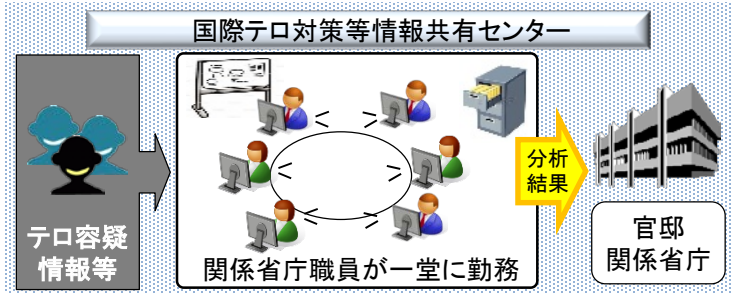 国際テロ対策等情報共有センター
テロ容疑
情報等
関係省庁職員が一堂に勤務
分析
結果
官邸
関係省庁